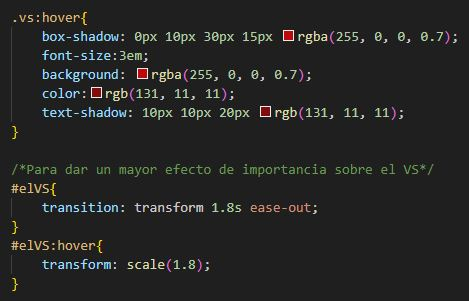 .vs:hover{
box-shadow: 0px 10px 30px 15px rgba(255, 0, 0, 0.7);
font-size:3em;
background: rgba(255, 0, 0, 0.7);
color:rgb(131, 11, 11);
text-shadow: 10px 10px 20px rgb(131, 11, 11);
}
/*Para dar un mayor efecto de importancia sobre el VS*/
#elVS{
transition: transform 1.8s ease-out;
}
#elVS:hover{
transform: scale(1.8);
}